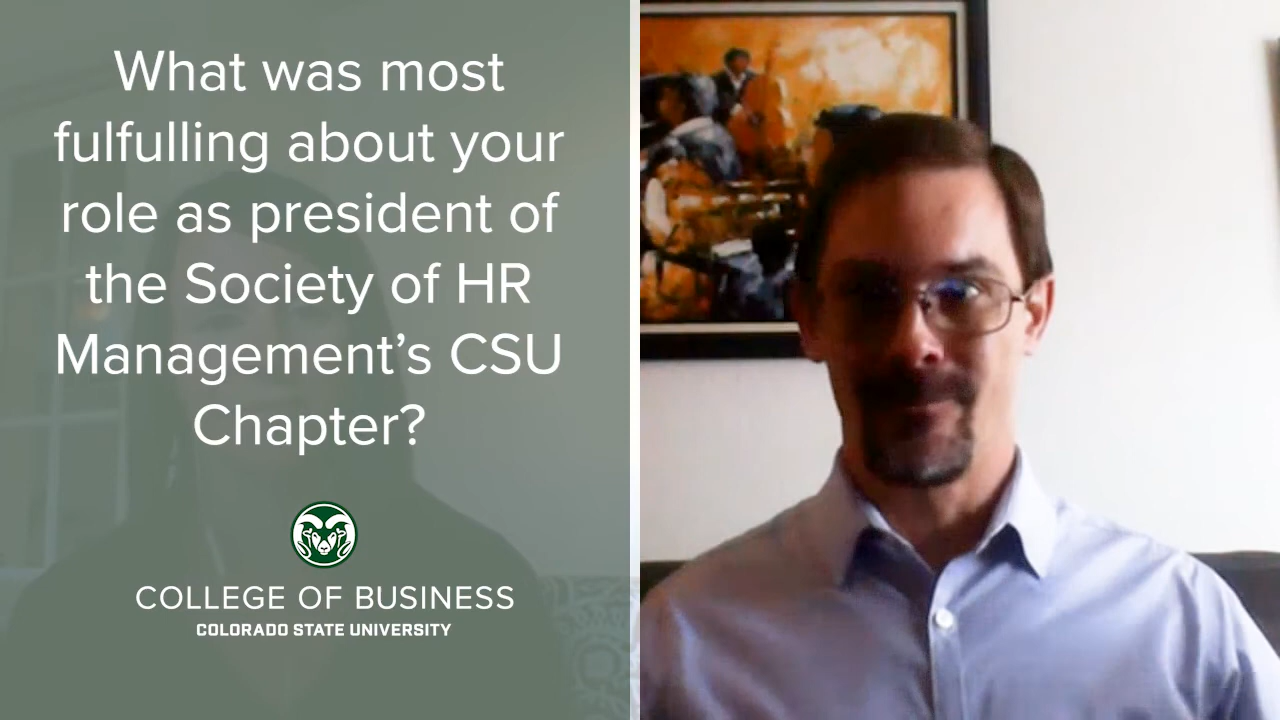 What was most
fulfulling about your
role as president of
the Society of HR
Management’s CSU
Chapter?
COLLEGE OF BUSINESS
COLORADO STATE UNIVERSITY